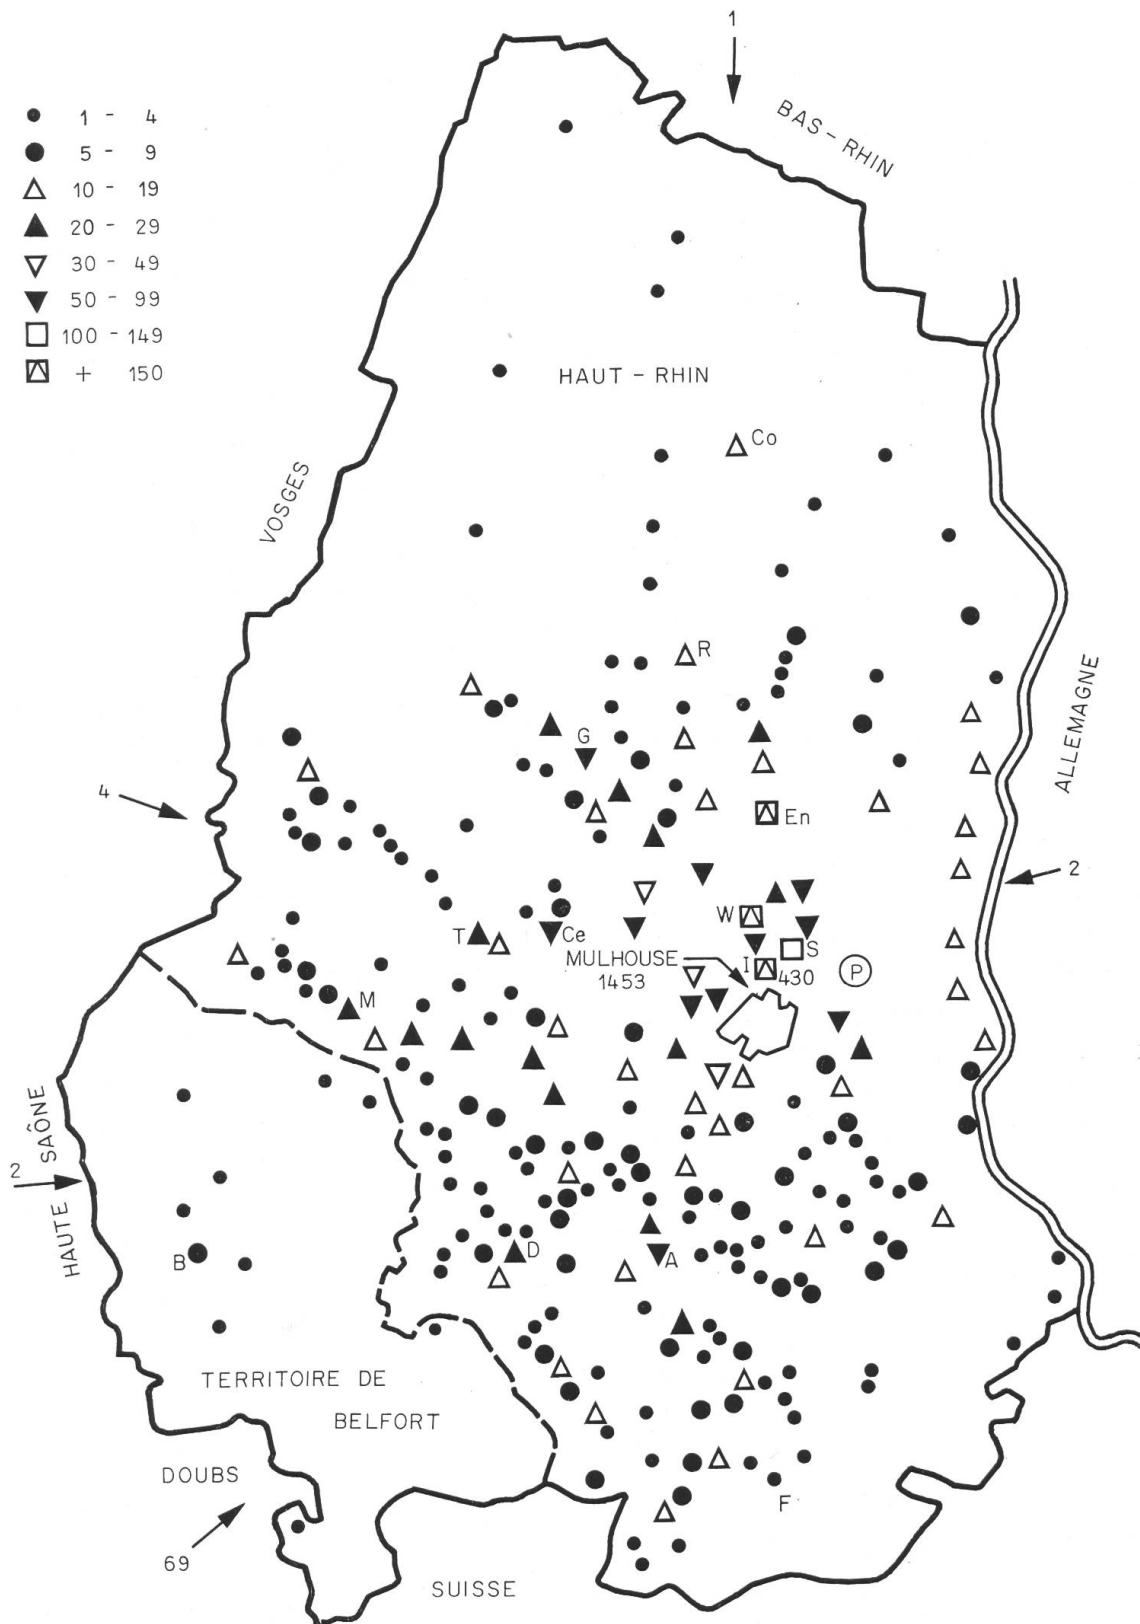 1
BAS-RHIN
1 - 4
5 - 9
10 - 19
20 - 29
30 - 49
50 - 99
100 - 149
+ 150
HAUT-RHIN
Co
VOSGES
R
ALLEMAGNE
G
4
En
2
W
T
Ce
S
MULHOUSE
1453
I
430
P
M
HAUTE SAÔNE
2
B
D
A
TERRITOIRE DE
BELFORT
DOUBS
F
69
SUISSE